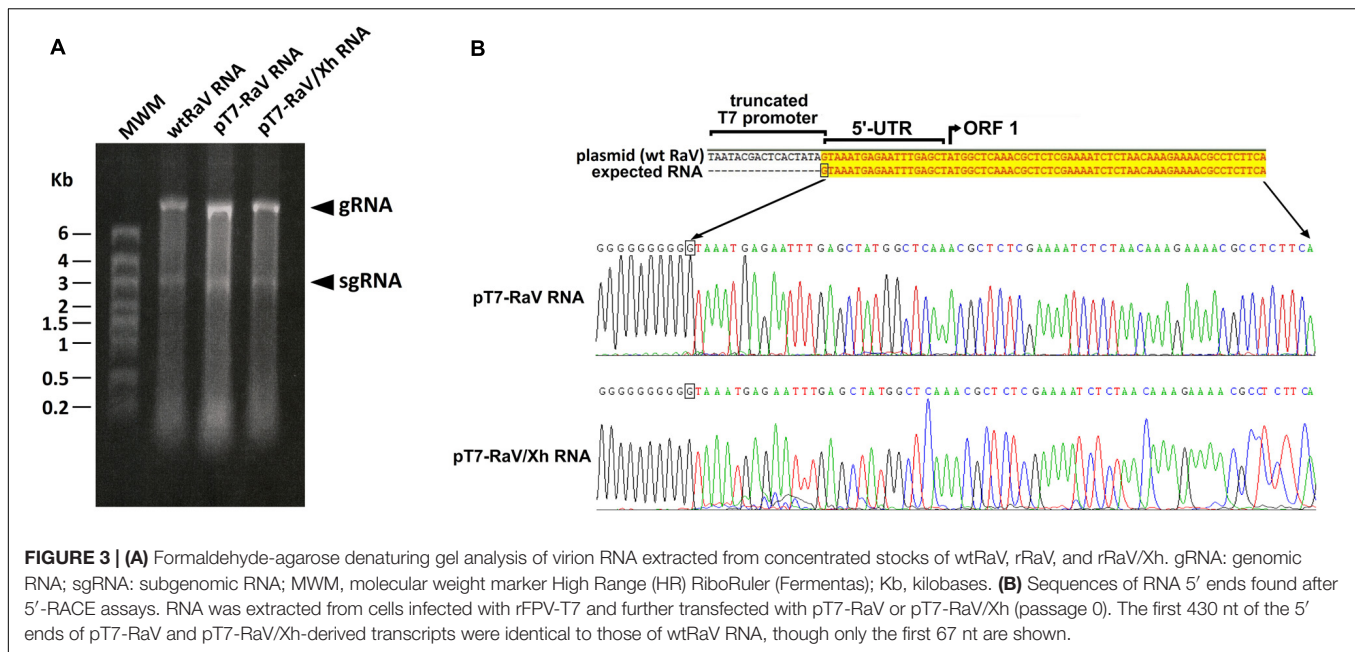 A
MWM
wtRaV RNA
pT7-RaV RNA
pT7-RaV/Xh RNA
Kb
6
4
3
2
1.5
1
0.5
0.2
gRNA
sgRNA
B
truncated
T7 promoter
5'-UTR
ORF 1
plasmid (wt RaV) TAATACGACTCACTATAGTAAATGAGAATTTGAGCTATGGCTCAAACGCTCTCGAAAATCTCTAACAAAGAAAACGCCTCTTCA
expected RNA -----------------GTAAATGAGAATTTGAGCTATGGCTCAAACGCTCTCGAAAATCTCTAACAAAGAAAACGCCTCTTCA
GGGGGGGGGGTAAATGAGAATTTGAGCTATGGCTCAAACGCTCTCGAAAATCTCTAACAAAGAAAACGCCTCTTCA
pT7-RaV RNA
GGGGGGGGGGTAAATGAGAATTTGAGCTATGGCTCAAACGCTCTCGAAAATCTCTAACAAAGAAAACGCCTCTTCA
pT7-RaV/Xh RNA
FIGURE 3 | (A) Formaldehyde-agarose denaturing gel analysis of virion RNA extracted from concentrated stocks of wtRaV, rRaV, and rRaV/Xh. gRNA: genomic
RNA; sgRNA: subgenomic RNA; MWM, molecular weight marker High Range (HR) RiboRuler (Fermentas); Kb, kilobases. (B) Sequences of RNA 5′ ends found after
5′-RACE assays. RNA was extracted from cells infected with rFPV-T7 and further transfected with pT7-RaV or pT7-RaV/Xh (passage 0). The first 430 nt of the 5′
ends of pT7-RaV and pT7-RaV/Xh-derived transcripts were identical to those of wtRaV RNA, though only the first 67 nt are shown.